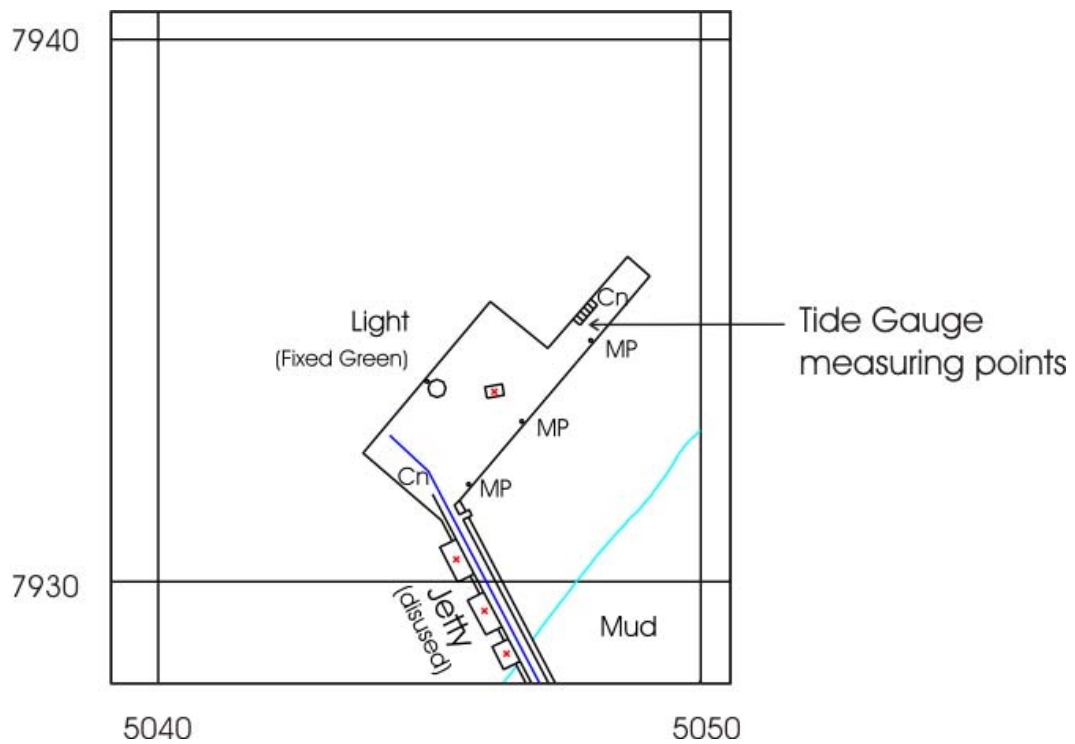 7940
Cn
Light
(Fixed Green)
MP
Tide Gauge
measuring points
MP
Cn
MP
7930
Jetty
(disused)
Mud
5040
5050